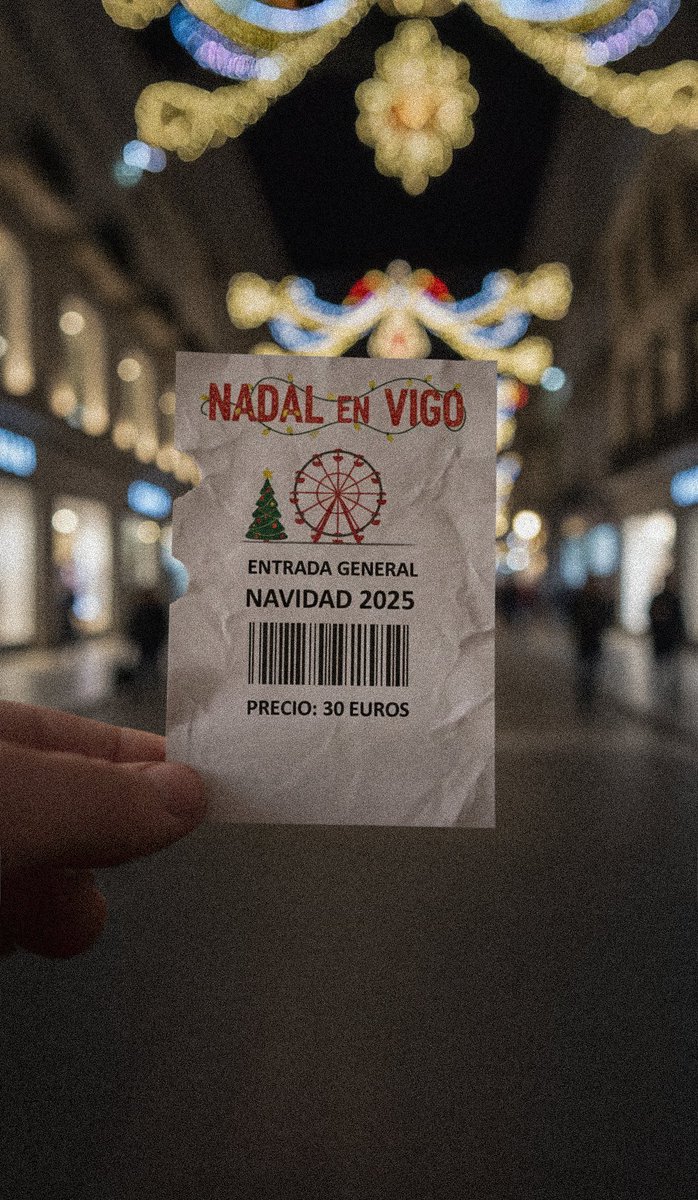 NADAL EN VIGO
ENTRADA GENERAL
NAVIDAD 2025
PRECIO: 30 EUROS